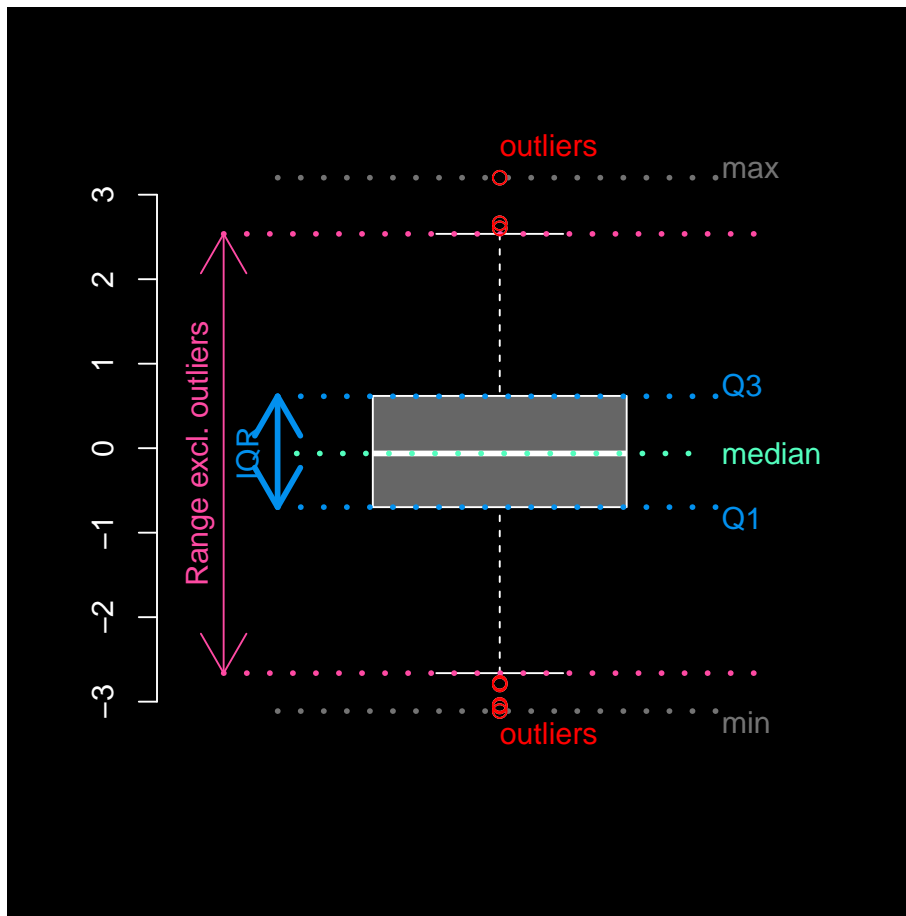 outliers
max
3
2
1
0
−1
−2
−3
Range excl. outliers
IQR
Q3
median
Q1
min
outliers